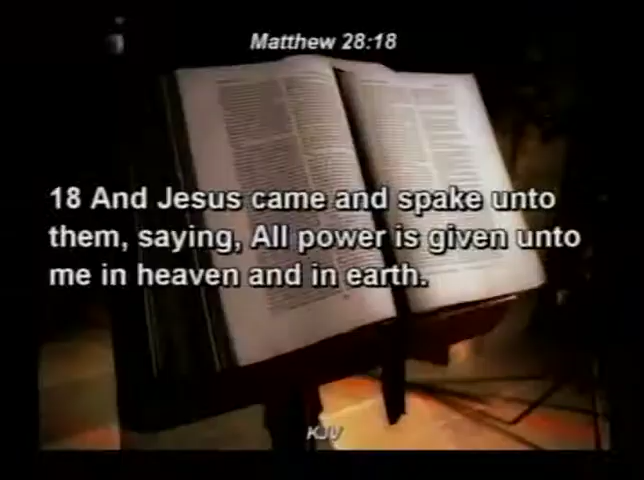 Matthew 28:18
18 And Jesus came and spake unto
them, saying, All power is given unto
me in heaven and in earth.
KJV